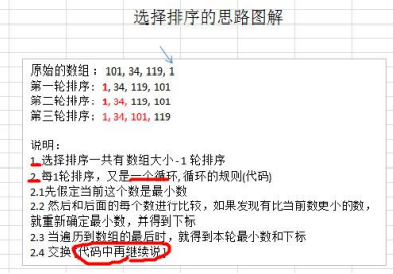 选择排序的思路图解
原始的数组 ： 101, 34, 119, 1
第一轮排序: 1, 34, 119, 101
第二轮排序: 1, 34, 119, 101
第三轮排序: 1, 34, 101, 119
说明：
1. 选择排序一共有 数组大小 - 1 轮排序
2. 每1轮排序，又是一个循环, 循环的规则(代码)
2.1先假定当前这个数是最小数
2.2 然后和后面的每个数进行比较，如果发现有比当前数更小的数，
就重新确定最小数，并得到下标
2.3 当遍历到数组的最后时，就得到本轮最小数和下标
2.4 交换 [代码中再继续说 ]